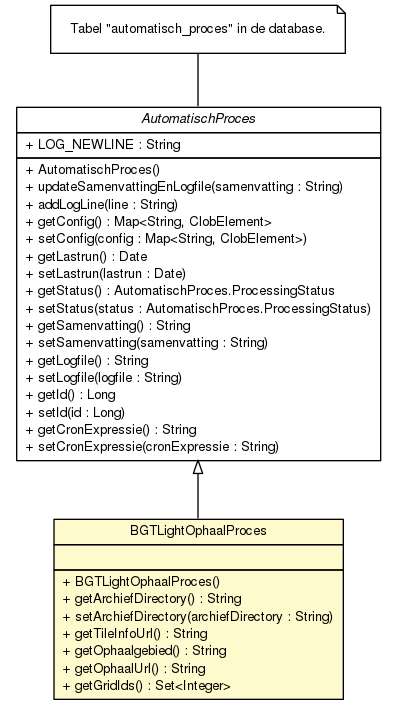 Tabel "automatisch_proces" in de database.
AutomatischProces
+ LOG_NEWLINE : String
+ AutomatischProces()
+ updateSamenvattingEnLogfile(samenvatting : String)
+ addLogLine(line : String)
+ getConfig() : Map<String, ClobElement>
+ setConfig(config : Map<String, ClobElement>)
+ getLastrun() : Date
+ setLastrun(lastrun : Date)
+ getStatus() : AutomatischProces.ProcessingStatus
+ setStatus(status : AutomatischProces.ProcessingStatus)
+ getSamenvatting() : String
+ setSamenvatting(samenvatting : String)
+ getLogfile() : String
+ setLogfile(logfile : String)
+ getId() : Long
+ setId(id : Long)
+ getCronExpressie() : String
+ setCronExpressie(cronExpressie : String)
BGTLightOphaalProces
+ BGTLightOphaalProces()
+ getArchiefDirectory() : String
+ setArchiefDirectory(archiefDirectory : String)
+ getTileInfoUrl() : String
+ getOphaalgebied() : String
+ getOphaalUrl() : String
+ getGridIds() : Set<Integer>